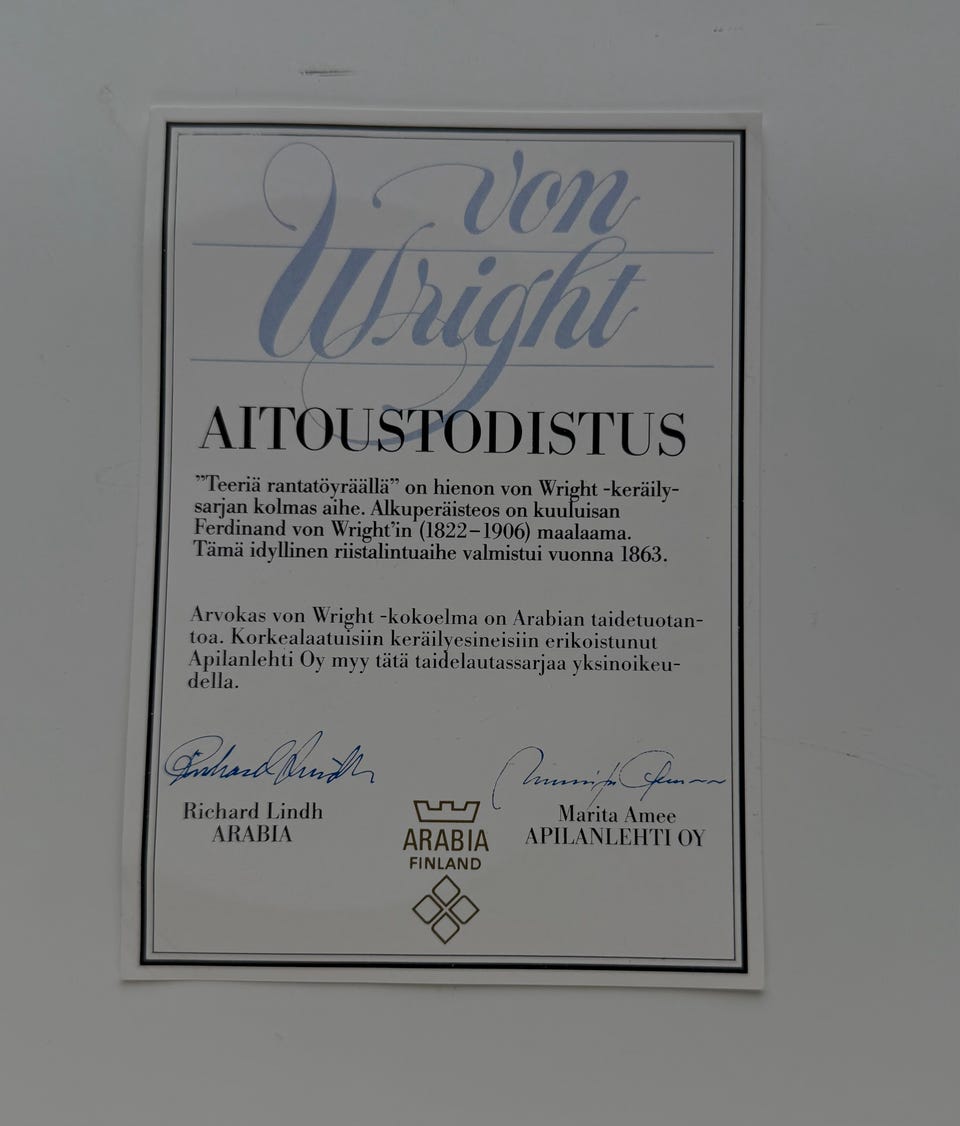 von
Wright
AITOUSTODISTUS
”Teeriä rantatöyräällä” on hienon von Wright -keräily-
sarjan kolmas aihe. Alkuperäisteos on kuuluisan
Ferdinand von Wright’in (1822–1906) maalaama.
Tämä idyllinen riistalintuaihe valmistui vuonna 1863.
Arvokas von Wright -kokoelma on Arabian taidetuotan-
toa. Korkealaatuisiin keräilyesineisiin erikoistunut
Apilanlehti Oy myy tätä taidelautassarjaa yksinoikeu-
della.
Richard Lindh
Richard Lindh
ARABIA
Marita Amee
APILANLEHTI OY
ARABIA
FINLAND